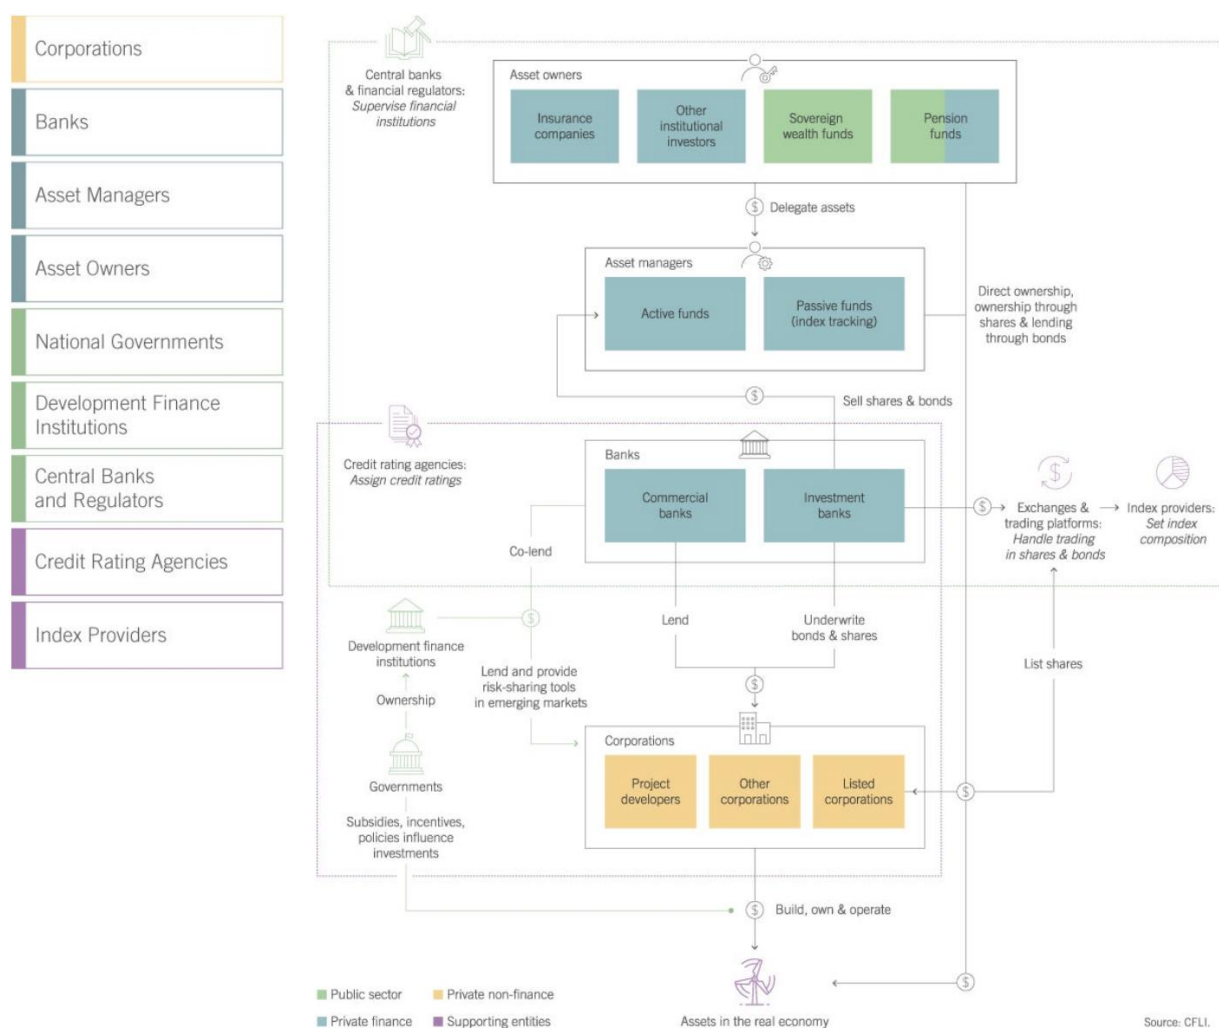 Corporations
Banks
Asset Managers
Asset Owners
National Governments
Development Finance
Institutions
Central Banks
and Regulators
Credit Rating Agencies
Index Providers
Central banks
& financial regulators:
Supervise financial
institutions
Asset owners
Insurance
companies
Other
institutional
investors
Sovereign
wealth funds
Pension
funds
$
Delegate assets
Asset managers
Active funds
Passive funds
(index tracking)
Direct ownership,
ownership through
shares & lending
through bonds
$
Sell shares & bonds
Credit rating agencies:
Assign credit ratings
Banks
Commercial
banks
Investment
banks
$
$
Exchanges &
trading platforms:
Handle trading
in shares & bonds
Index providers:
Set index
composition
Co-lend
$
Development finance
institutions
Lend
Underwrite
bonds & shares
List shares
Lend and provide
risk-sharing tools
in emerging markets
$
Ownership
Governments
Subsidies, incentives,
policies influence
investments
Corporations
Project
developers
Other
corporations
Listed
corporations
$
$
$
Build, own & operate
$
Assets in the real economy
Public sector
Private non-finance
Private finance
Supporting entities
Source: CFLI.